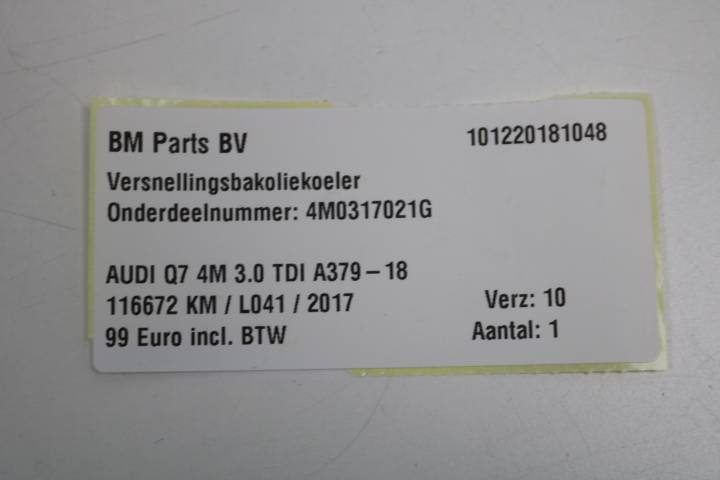 BM Parts BV 101220181048
Versnellingsbakoliekoeler
Onderdeelnummer: 4M0317021G
AUDI Q7 4M 3.0 TDI A379 – 18
116672 KM / L041 / 2017 Verz: 10
99 Euro incl. BTW Aantal: 1